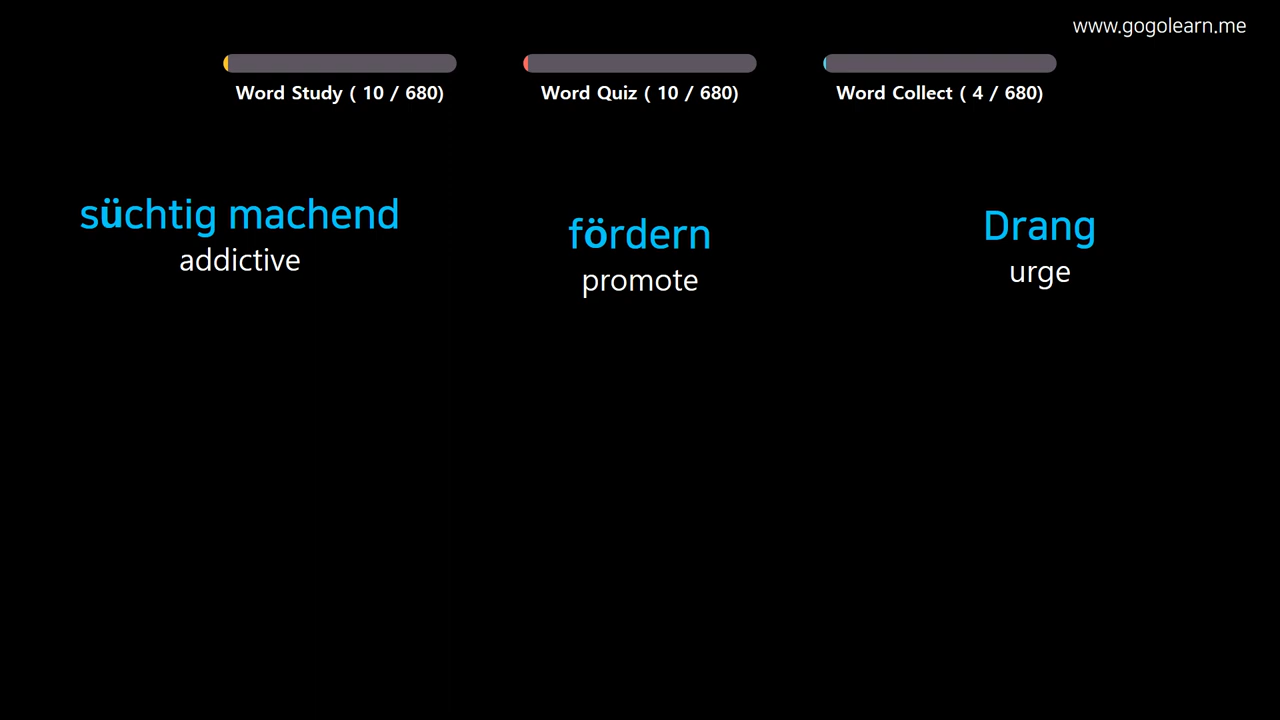 www.gogolearn.me
Word Study ( 10 / 680)
Word Quiz ( 10 / 680)
Word Collect ( 4 / 680)
süchtig machend
addictive
fördern
promote
Drang
urge